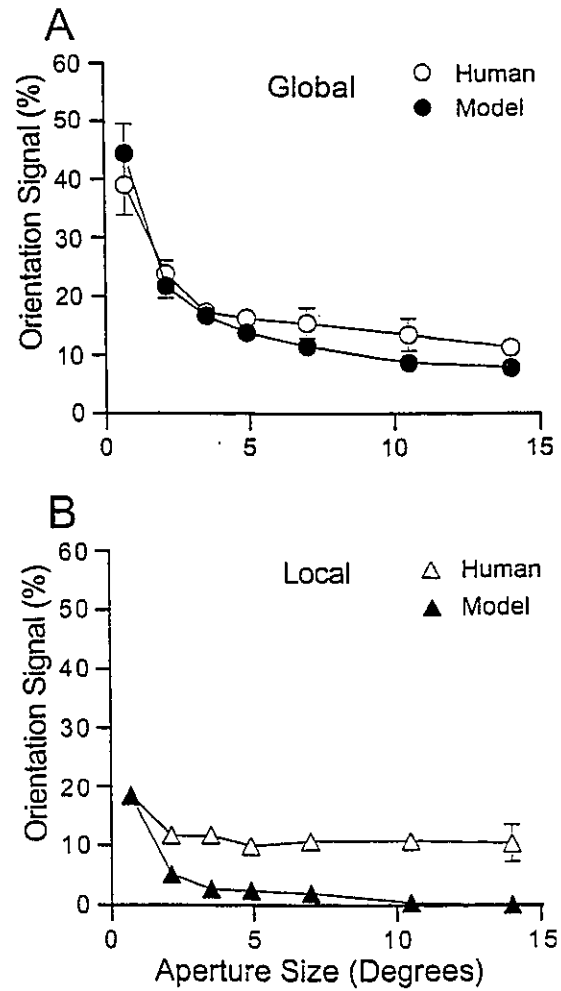 A
Global
Human
Model
Orientation Signal (%)
60
50
40
30
20
10
0
0
5
10
15
B
Local
Human
Model
Orientation Signal (%)
60
50
40
30
20
10
0
0
5
10
15
Aperture Size (Degrees)